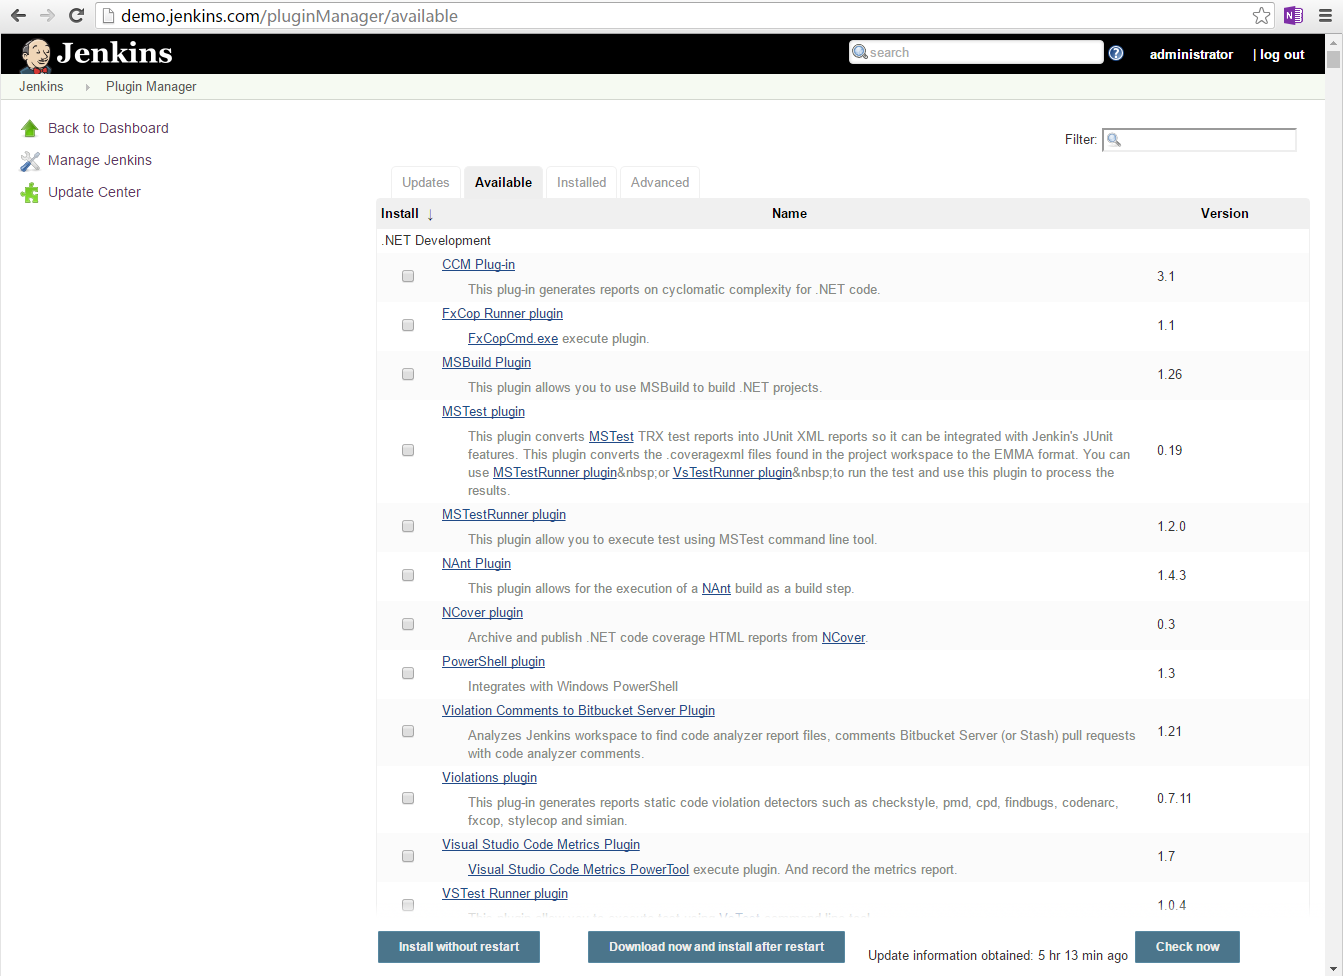 demo.jenkins.com/pluginManager/available
Jenkins
search
administrator | log out
Jenkins Plugin Manager
Back to Dashboard
Manage Jenkins
Update Center
Filter:
Updates Available Installed Advanced
Install ↓ Name Version
.NET Development
CCM Plug-in
This plug-in generates reports on cyclomatic complexity for .NET code.
3.1
FxCop Runner plugin
FxCopCmd.exe execute plugin.
1.1
MSBuild Plugin
This plugin allows you to use MSBuild to build .NET projects.
1.26
MSTest plugin
This plugin converts MSTest TRX test reports into JUnit XML reports so it can be integrated with Jenkin's JUnit
features. This plugin converts the .coveragexml files found in the project workspace to the EMMA format. You can
use MSTestRunner plugin&nbsp;or VsTestRunner plugin&nbsp;to run the test and use this plugin to process the
results.
0.19
MSTestRunner plugin
This plugin allow you to execute test using MSTest command line tool.
1.2.0
NAnt Plugin
This plugin allows for the execution of a NAnt build as a build step.
1.4.3
NCover plugin
Archive and publish .NET code coverage HTML reports from NCover.
0.3
PowerShell plugin
Integrates with Windows PowerShell
1.3
Violation Comments to Bitbucket Server Plugin
Analyzes Jenkins workspace to find code analyzer report files, comments Bitbucket Server (or Stash) pull requests
with code analyzer comments.
1.21
Violations plugin
This plug-in generates reports static code violation detectors such as checkstyle, pmd, cpd, findbugs, codenarc,
fxcop, stylecop and simian.
0.7.11
Visual Studio Code Metrics Plugin
Visual Studio Code Metrics PowerTool execute plugin. And record the metrics report.
1.7
VSTest Runner plugin
1.0.4
Install without restart
Download now and install after restart
Update information obtained: 5 hr 13 min ago
Check now